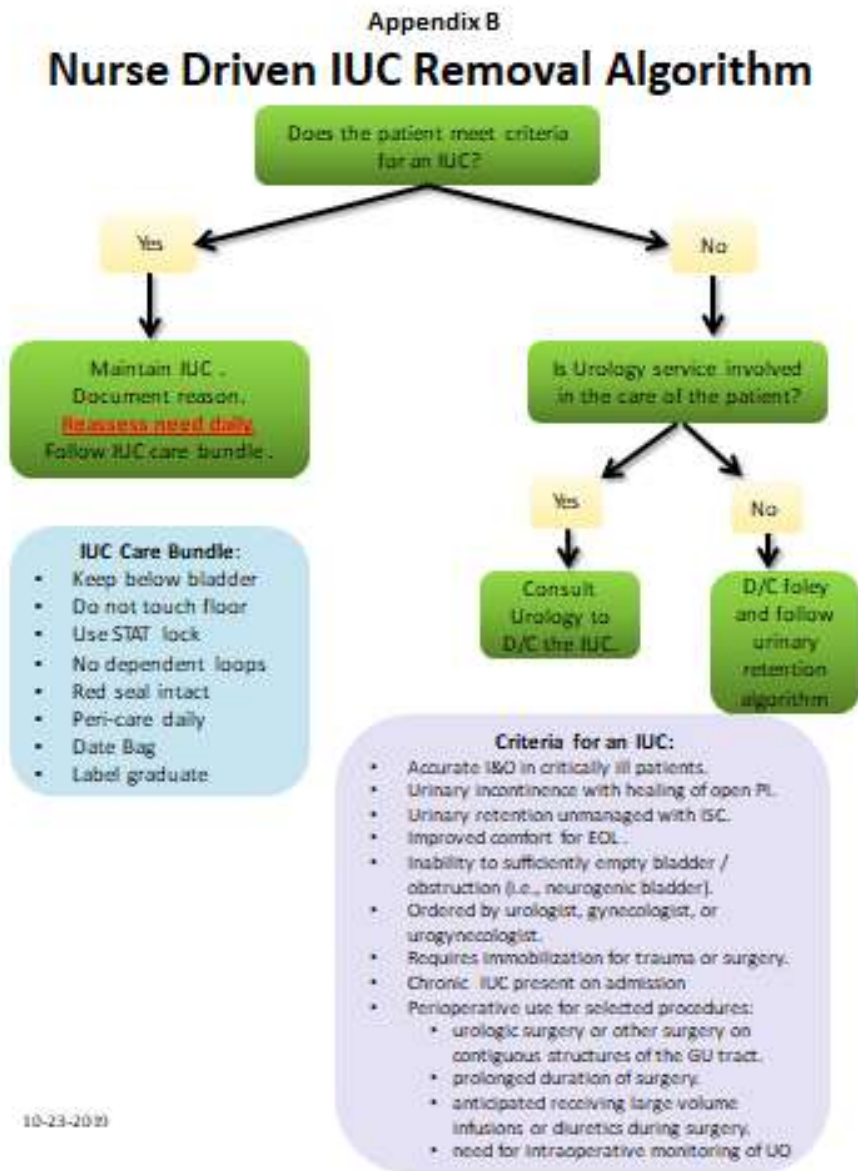 Appendix B
Nurse Driven IUC Removal Algorithm
Does the patient meet criteria
for an IUC?
Yes
No
Maintain IUC .
Document reason.
Reassess need daily.
Follow IUC care bundle .
Is Urology service involved
in the care of the patient?
Yes
No
Consult
Urology to
D/C the IUC.
D/C foley
and follow
urinary
retention
algorithm
IUC Care Bundle:
• Keep below bladder
• Do not touch floor
• Use STAT lock
• No dependent loops
• Red seal intact
• Peri-care daily
• Date Bag
• Label graduate
Criteria for an IUC:
• Accurate I&O in critically ill patients.
• Urinary incontinence with healing of open PI.
• Urinary retention unmanaged with ISC.
• Improved comfort for EOL .
• Inability to sufficiently empty bladder /
obstruction (i.e., neurogenic bladder).
• Ordered by urologist, gynecologist, or
urogynecologist.
• Requires immobilization for trauma or surgery.
• Chronic IUC present on admission
• Perioperative use for selected procedures:
• urologic surgery or other surgery on
contiguous structures of the GU tract.
• prolonged duration of surgery.
• anticipated receiving large volume
infusions or diuretics during surgery.
• need for intraoperative monitoring of UO
10-23-2019